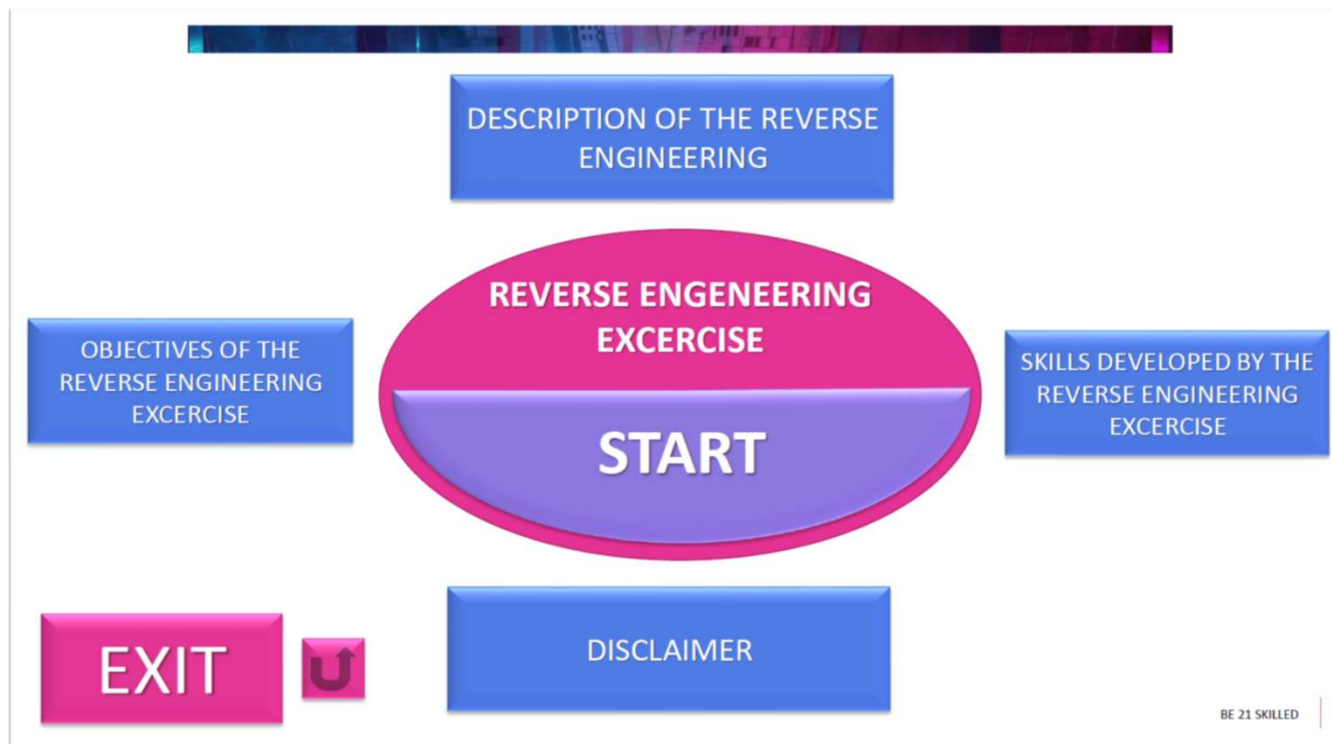 DESCRIPTION OF THE REVERSE
ENGINEERING
REVERSE ENGENEERING
EXCERCISE
START
OBJECTIVES OF THE
REVERSE ENGINEERING
EXCERCISE
SKILLS DEVELOPED BY THE
REVERSE ENGINEERING
EXCERCISE
EXIT
DISCLAIMER
BE 21 SKILLED